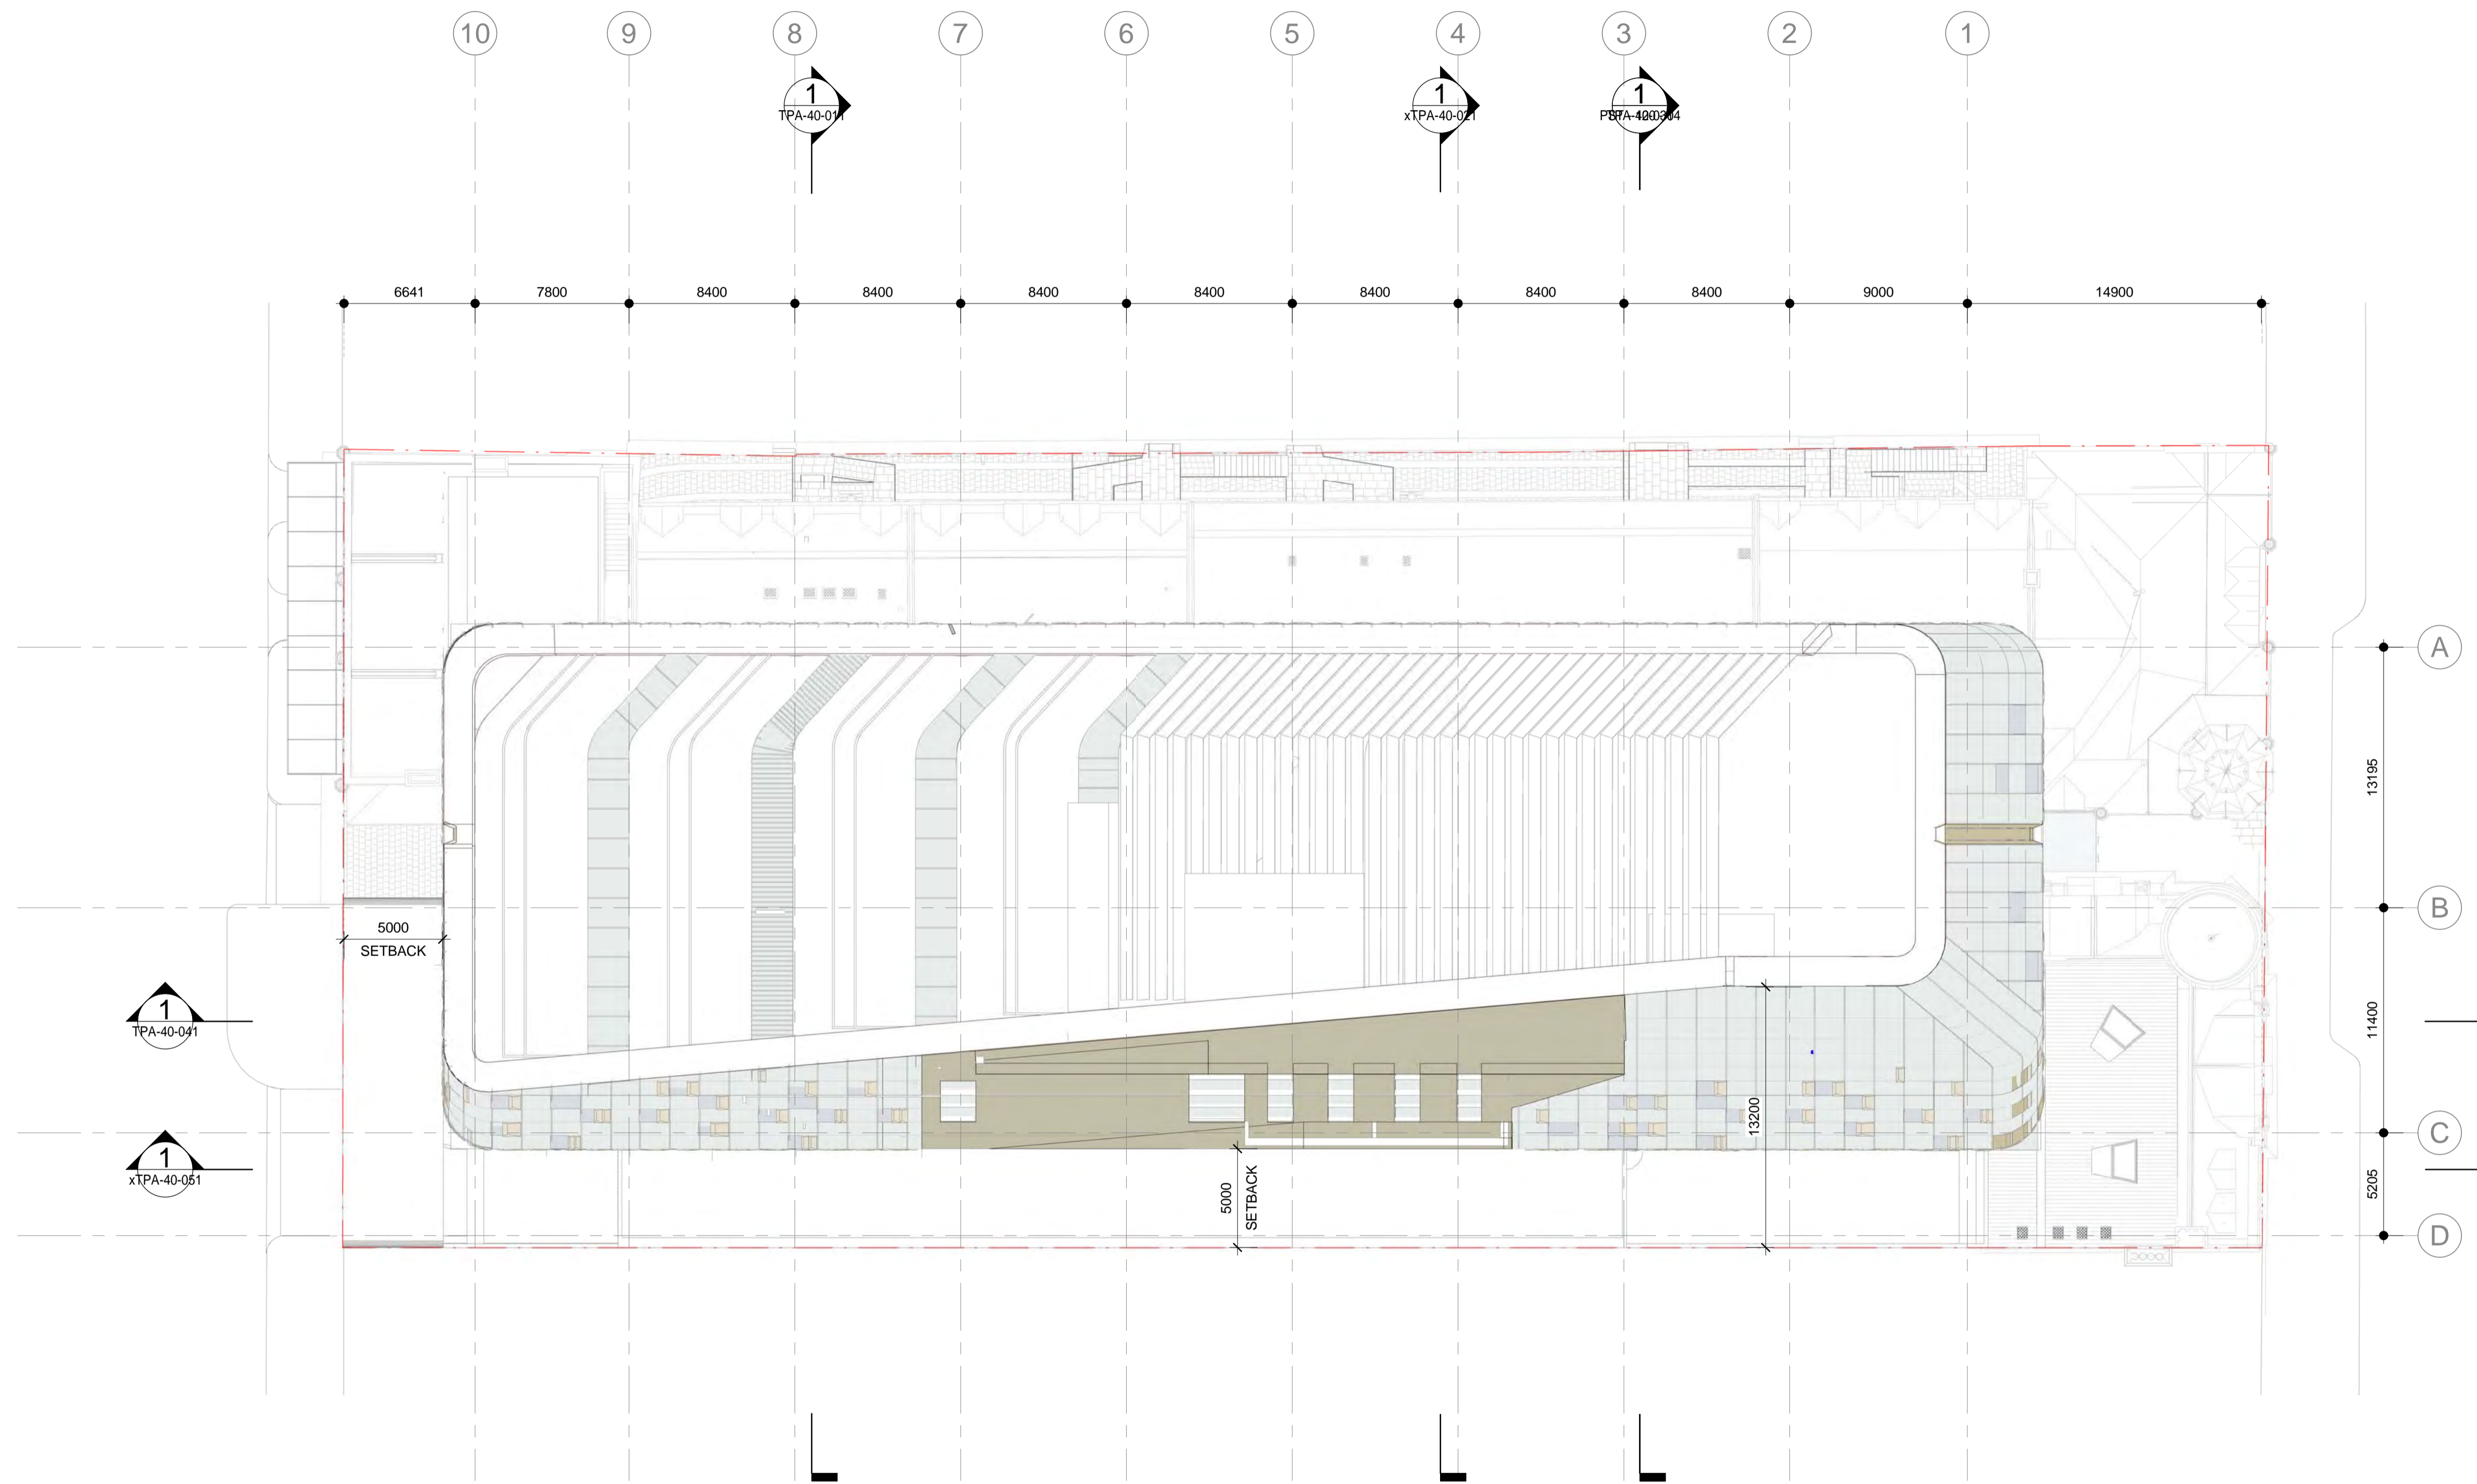 10 9 8 7 6 5 4 3 2 1
1 1 1
TPA-40-011 xTPA-40-021
6641 7800 8400 8400 8400 8400 8400 8400 8400 9000 14900
A
13195
B
5000
SETBACK
1
TPA-40-041
11400
13200
C
1
xTPA-40-051
5000
SETBACK
5205
D